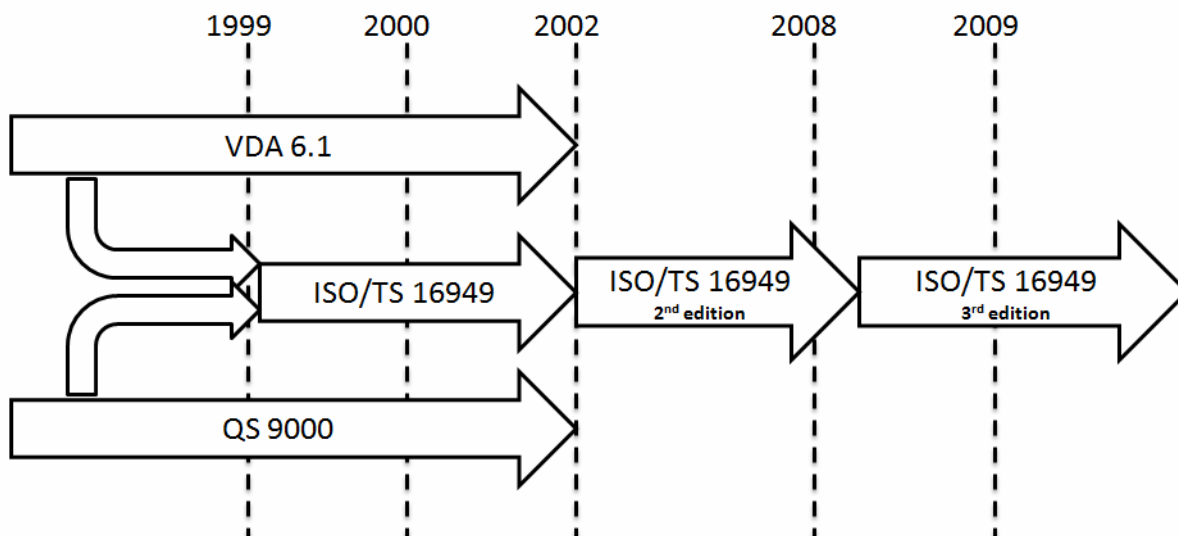 1999 2000 2002 2008 2009
VDA 6.1
ISO/TS 16949
ISO/TS 16949
2nd edition
ISO/TS 16949
3rd edition
QS 9000